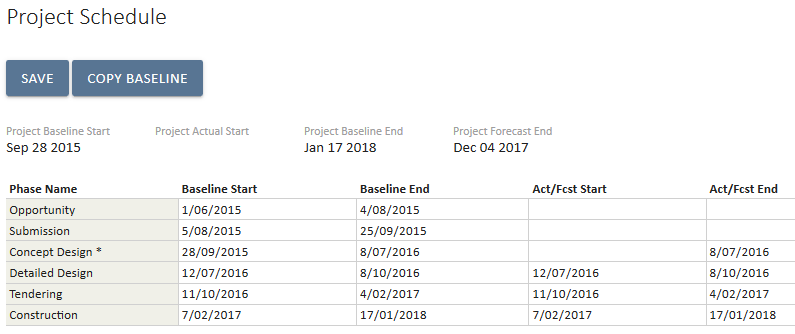 Project Schedule
SAVE COPY BASELINE
Project Baseline Start Project Actual Start Project Baseline End Project Forecast End
Sep 28 2015 Jan 17 2018 Dec 04 2017
Phase Name Baseline Start Baseline End Act/Fcst Start Act/Fcst End
Opportunity 1/06/2015 4/08/2015
Submission 5/08/2015 25/09/2015
Concept Design * 28/09/2015 8/07/2016 8/07/2016
Detailed Design 12/07/2016 8/10/2016 12/07/2016 8/10/2016
Tendering 11/10/2016 4/02/2017 11/10/2016 4/02/2017
Construction 7/02/2017 17/01/2018 7/02/2017 17/01/2018